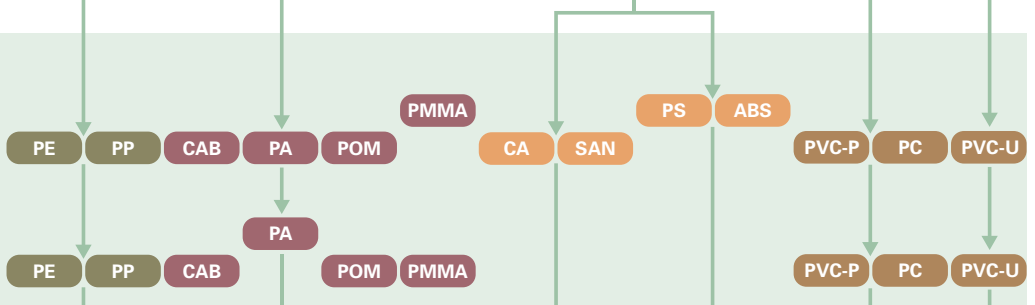 PMMA PS ABS
PE PP CAB PA POM CA SAN PVC-P PC PVC-U
PA
PE PP CAB POM PMMA PVC-P PC PVC-U